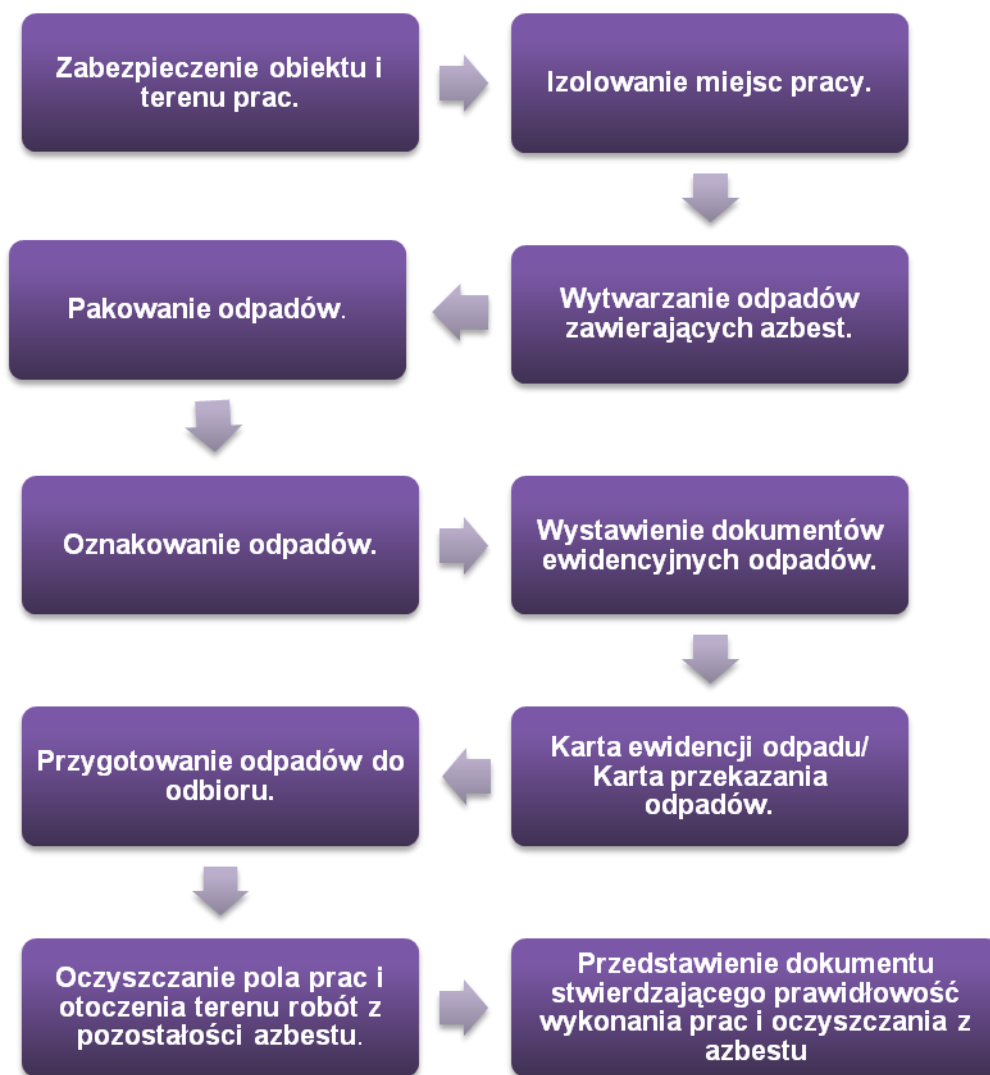 Zabezpieczenie obiektu i
terenu prac.
Izolowanie miejsc pracy.
Wytwarzanie odpadów
zawierających azbest.
Pakowanie odpadów.
Oznakowanie odpadów.
Wystawienie dokumentów
ewidencyjnych odpadów.
Karta ewidencji odpadu/
Karta przekazania
odpadów.
Przygotowanie odpadów do
odbioru.
Oczyszczanie pola prac i
otoczenia terenu robót z
pozostałości azbestu.
Przedstawienie dokumentu
stwierdzającego prawidłowość
wykonania prac i oczyszczania z
azbestu